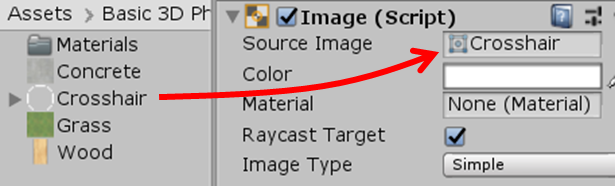 Assets > Basic 3D Ph
Materials
Concrete
Crosshair
Grass
Wood
Image (Script)
Source Image Crosshair
Color
Material None (Material)
Raycast Target
Image Type Simple